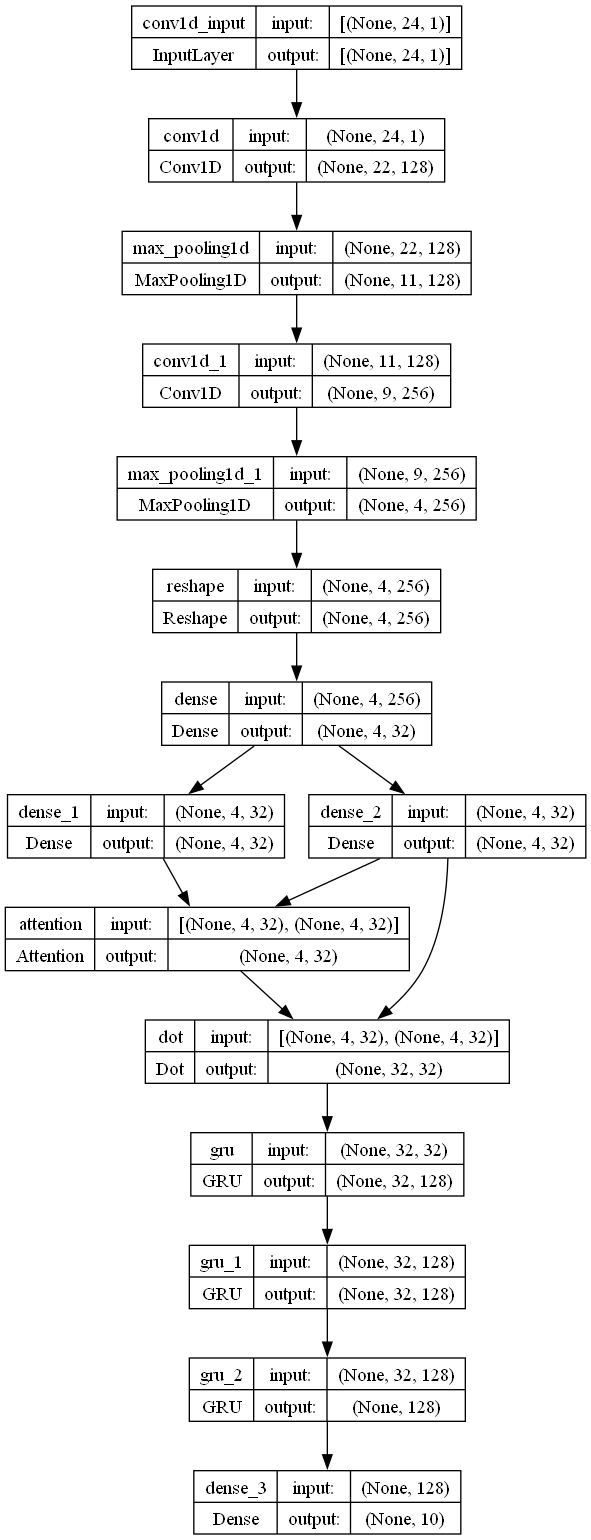 conv1d_input input: [(None, 24, 1)]
InputLayer output: [(None, 24, 1)]
conv1d input: (None, 24, 1)
Conv1D output: (None, 22, 128)
max_pooling1d input: (None, 22, 128)
MaxPooling1D output: (None, 11, 128)
conv1d_1 input: (None, 11, 128)
Conv1D output: (None, 9, 256)
max_pooling1d_1 input: (None, 9, 256)
MaxPooling1D output: (None, 4, 256)
reshape input: (None, 4, 256)
Reshape output: (None, 4, 256)
dense input: (None, 4, 256)
Dense output: (None, 4, 32)
dense_1 input: (None, 4, 32)
Dense output: (None, 4, 32)
dense_2 input: (None, 4, 32)
Dense output: (None, 4, 32)
attention input: [(None, 4, 32), (None, 4, 32)]
Attention output: (None, 4, 32)
dot input: [(None, 4, 32), (None, 4, 32)]
Dot output: (None, 32, 32)
gru input: (None, 32, 32)
GRU output: (None, 32, 128)
gru_1 input: (None, 32, 128)
GRU output: (None, 32, 128)
gru_2 input: (None, 32, 128)
GRU output: (None, 128)
dense_3 input: (None, 128)
Dense output: (None, 10)